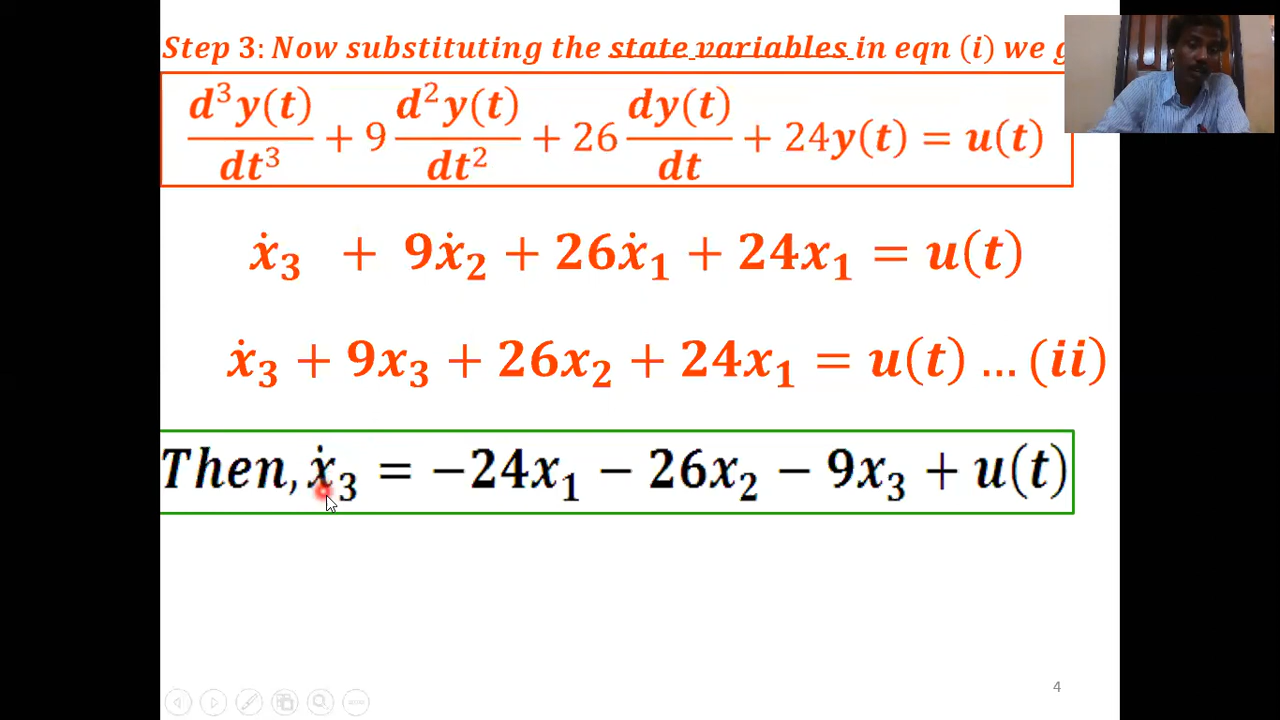 Step 3: Now substituting the state variables in eqn (i) we g
d³y(t)/dt³ + 9 d²y(t)/dt² + 26 dy(t)/dt + 24y(t) = u(t)
ẋ₃ + 9ẋ₂ + 26ẋ₁ + 24x₁ = u(t)
ẋ₃ + 9x₃ + 26x₂ + 24x₁ = u(t) … (ii)
Then, ẋ₃ = −24x₁ − 26x₂ − 9x₃ + u(t)
4